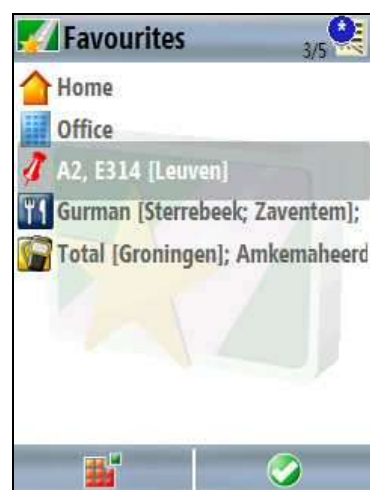 Favourites
3/5
Home
Office
A2, E314 [Leuven]
Gurman [Sterrebeek; Zaventem];
Total [Groningen]; Amkemaheerd